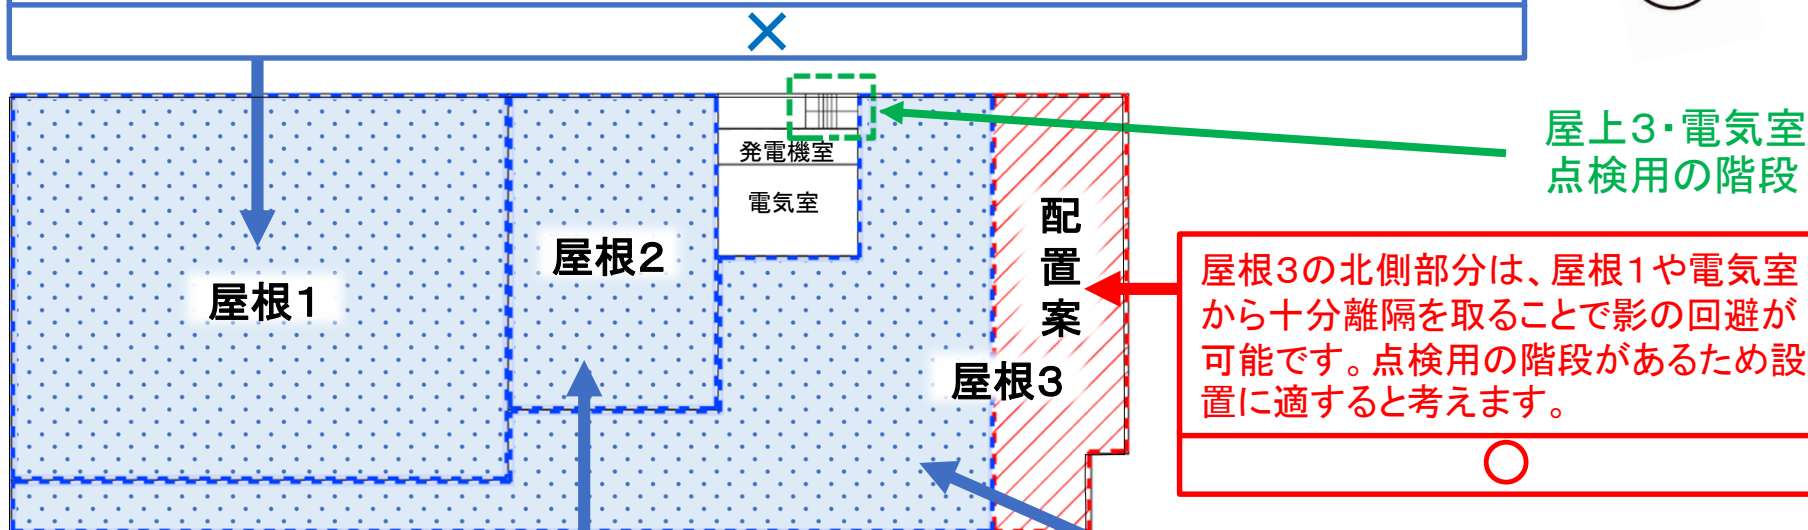 ×
屋上3・電気室
点検用の階段
発電機室
電気室
配
置
案
屋根2
屋根1
屋根3
屋根3の北側部分は、屋根1や電気室
から十分離隔を取ることで影の回避が
可能です。点検用の階段があるため設
置に適すると考えます。
○